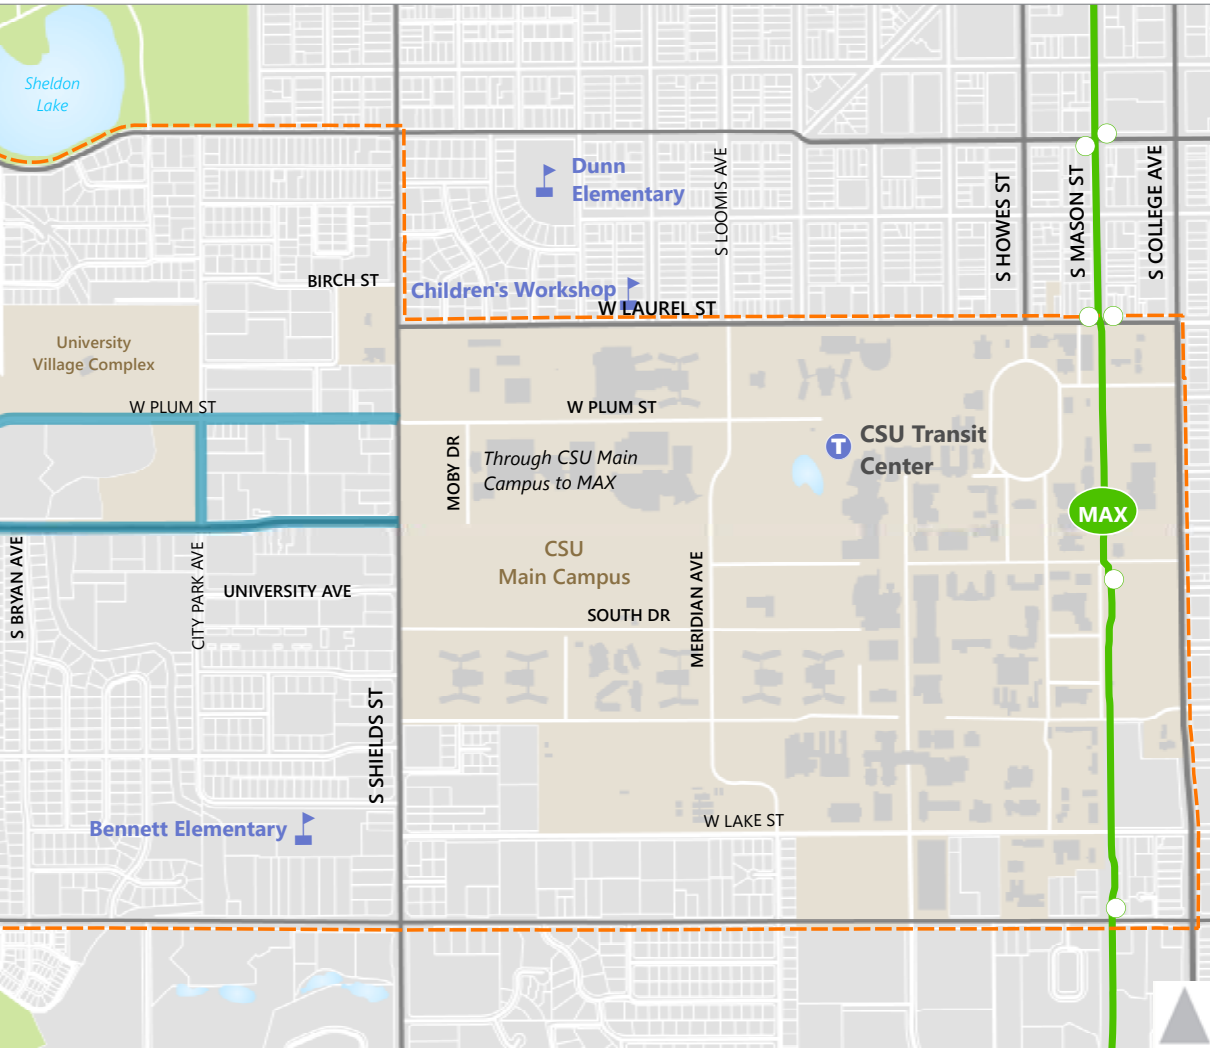 Sheldon
Lake
Dunn
Elementary
S LOOMIS AVE
S HOWES ST
S MASON ST
S COLLEGE AVE
BIRCH ST
Children's Workshop
W LAUREL ST
University
Village Complex
W PLUM ST
W PLUM ST
MOBY DR
Through CSU Main
Campus to MAX
T
CSU Transit
Center
MAX
S BRYAN AVE
CITY PARK AVE
UNIVERSITY AVE
CSU
Main Campus
SOUTH DR
MERIDIAN AVE
S SHIELDS ST
Bennett Elementary
W LAKE ST